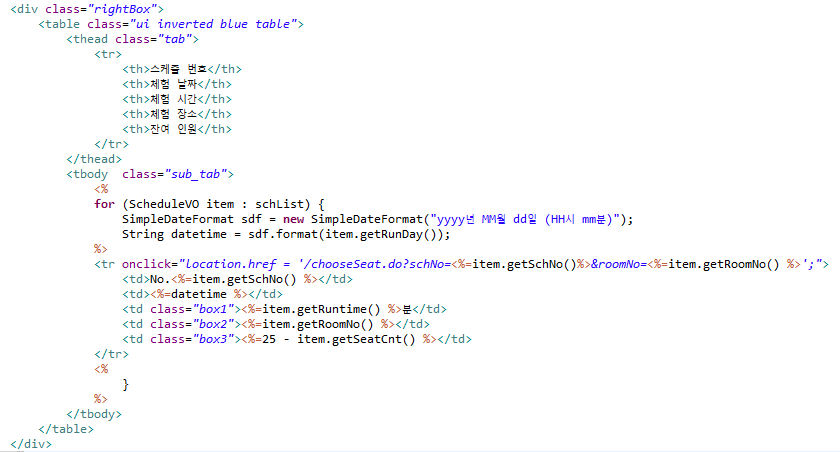 <div class="rightBox">
<table class="ui inverted blue table">
<thead class="tab">
<tr>
<th>스케줄 번호</th>
<th>체험 날짜</th>
<th>체험 시간</th>
<th>체험 장소</th>
<th>잔여 인원</th>
</tr>
</thead>
<tbody  class="sub_tab">
<%
for (ScheduleVO item : schList) {
SimpleDateFormat sdf = new SimpleDateFormat("yyyy년 MM월 dd일 (HH시 mm분)");
String datetime = sdf.format(item.getRunDay());
%>
<tr onclick="location.href = '/chooseSeat.do?schNo=<%=item.getSchNo()%>&roomNo=<%=item.getRoomNo() %>';">
<td>No.<%=item.getSchNo() %></td>
<td><%=datetime %></td>
<td class="box1"><%=item.getRuntime() %>분</td>
<td class="box2"><%=item.getRoomNo() %></td>
<td class="box3"><%=25 - item.getSeatCnt() %></td>
</tr>
<%
}
%>
</tbody>
</table>
</div>